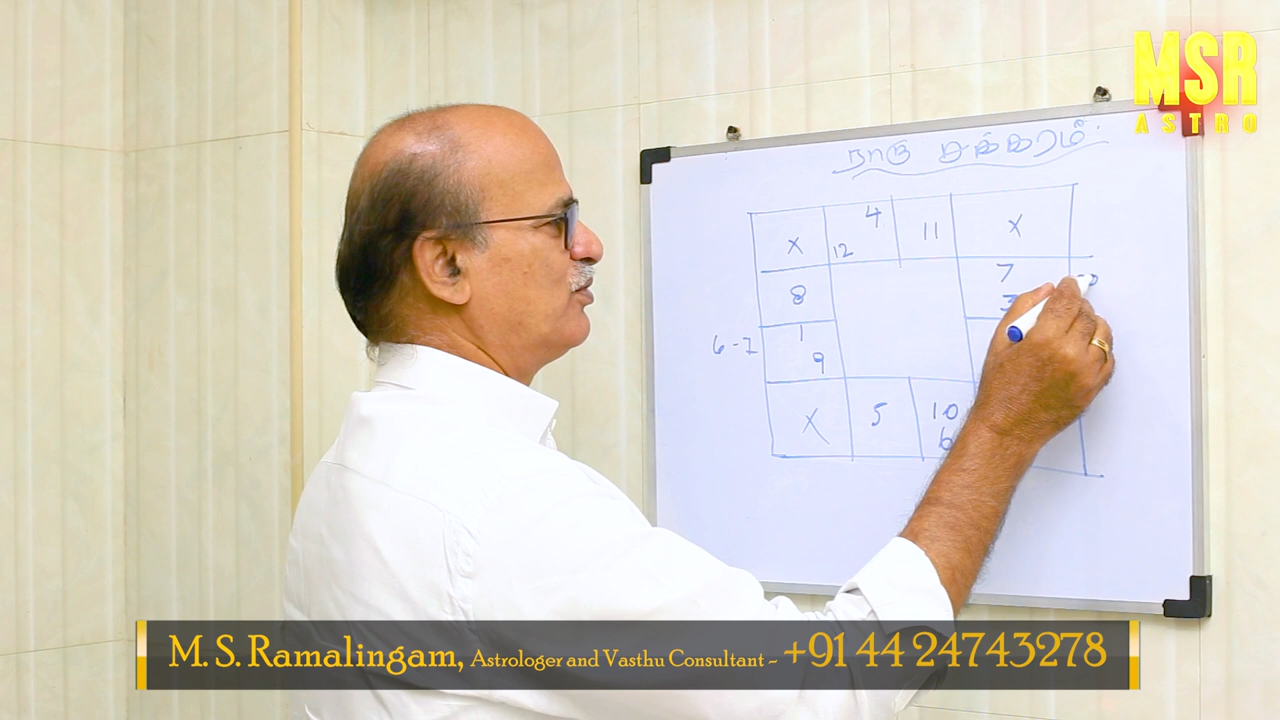 MSR
ASTRO
நாகு சக்கரம்
X 4 12 11 X
8 7 3
6-7 1 9
X 5 10 6
M. S. Ramalingam, Astrologer and Vasthu Consultant - +91 44 24743278